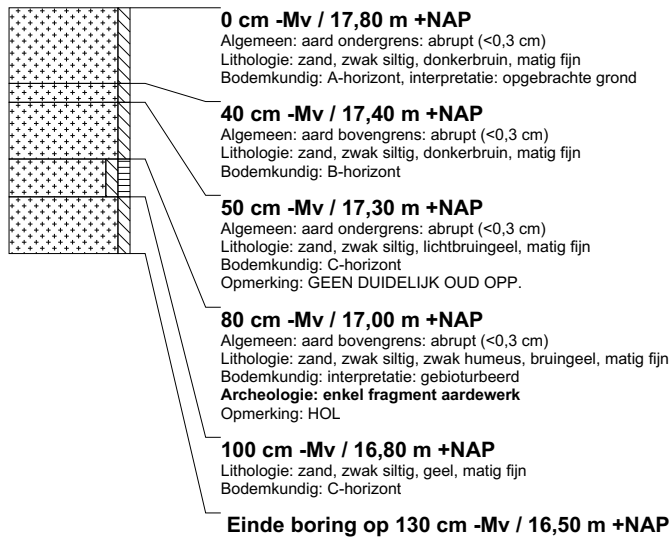 0 cm -Mv / 17,80 m +NAP
Algemeen: aard ondergrens: abrupt (<0,3 cm)
Lithologie: zand, zwak siltig, donkerbruin, matig fijn
Bodemkundig: A-horizont, interpretatie: opgebrachte grond
40 cm -Mv / 17,40 m +NAP
Algemeen: aard bovengrens: abrupt (<0,3 cm)
Lithologie: zand, zwak siltig, donkerbruin, matig fijn
Bodemkundig: B-horizont
50 cm -Mv / 17,30 m +NAP
Algemeen: aard ondergrens: abrupt (<0,3 cm)
Lithologie: zand, zwak siltig, lichtbruingeel, matig fijn
Bodemkundig: C-horizont
Opmerking: GEEN DUIDELIJK OUD OPP.
80 cm -Mv / 17,00 m +NAP
Algemeen: aard bovengrens: abrupt (<0,3 cm)
Lithologie: zand, zwak siltig, zwak humeus, bruingeel, matig fijn
Bodemkundig: interpretatie: gebioturbeerd
Archeologie: enkel fragment aardewerk
Opmerking: HOL
100 cm -Mv / 16,80 m +NAP
Lithologie: zand, zwak siltig, geel, matig fijn
Bodemkundig: C-horizont
Einde boring op 130 cm -Mv / 16,50 m +NAP